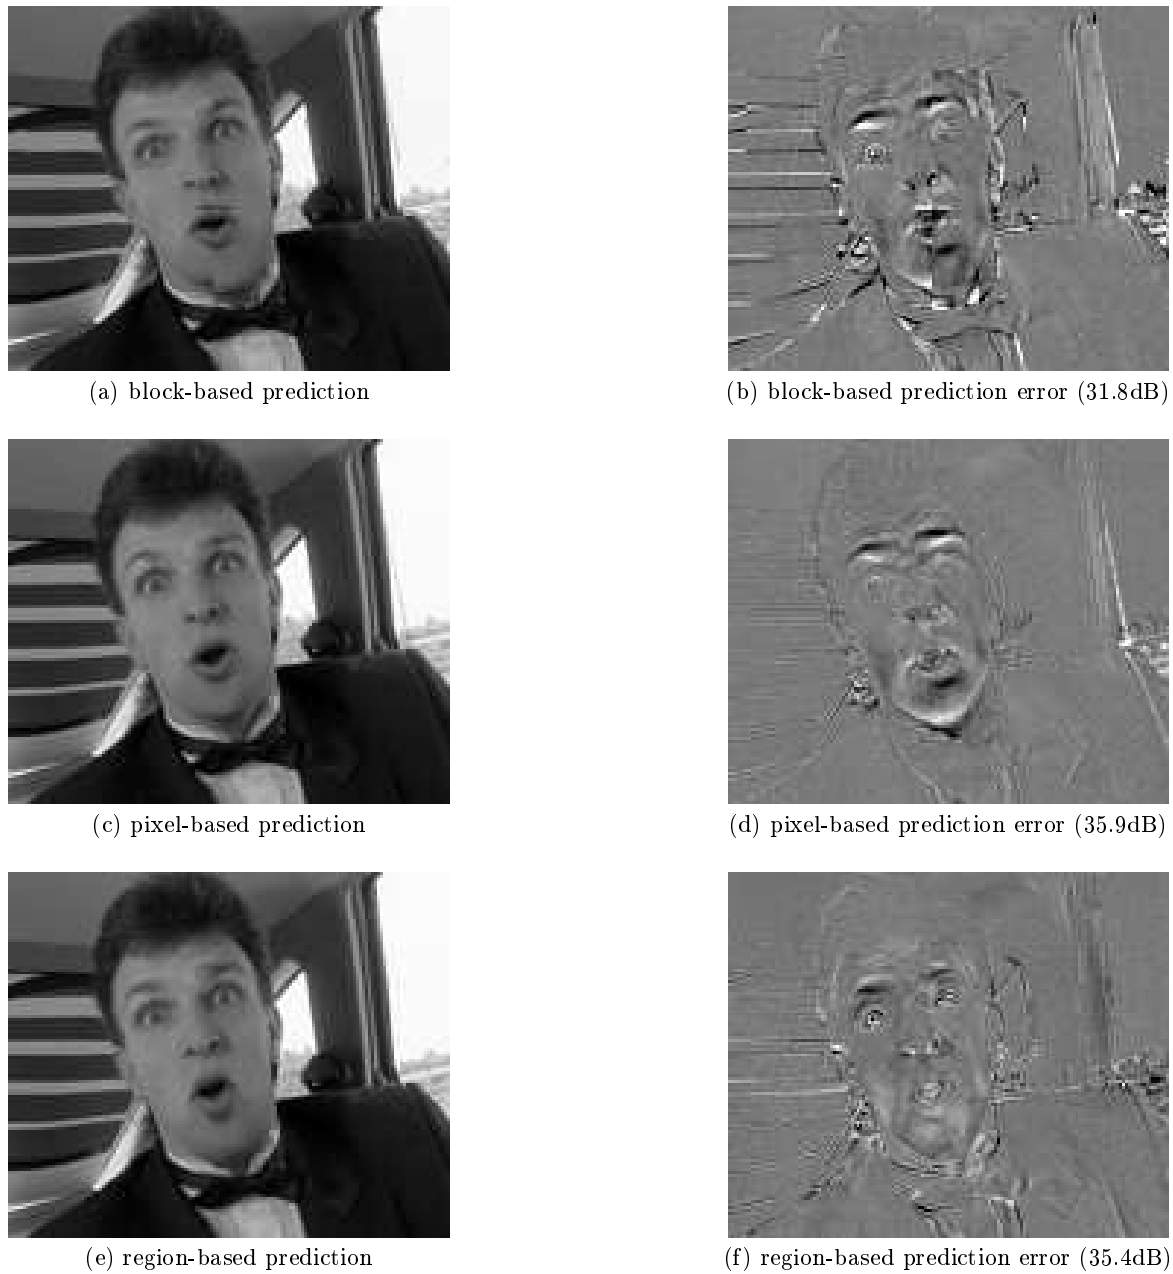 (a) block-based prediction
(b) block-based prediction error (31.8dB)
(c) pixel-based prediction
(d) pixel-based prediction error (35.9dB)
(e) region-based prediction
(f) region-based prediction error (35.4dB)